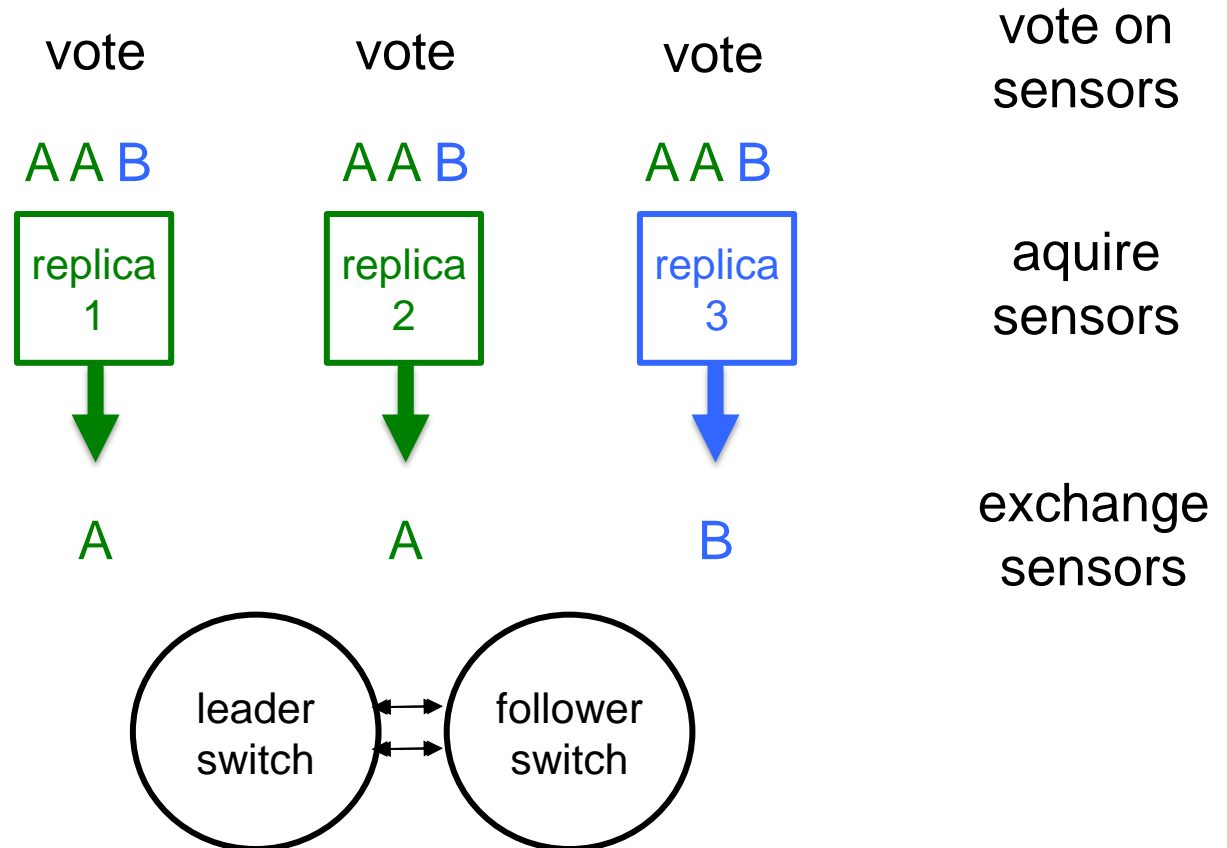 vote vote vote vote on
sensors
A A B A A B A A B
replica replica replica aquire
1 2 3 sensors
A A B exchange
sensors
leader follower
switch switch